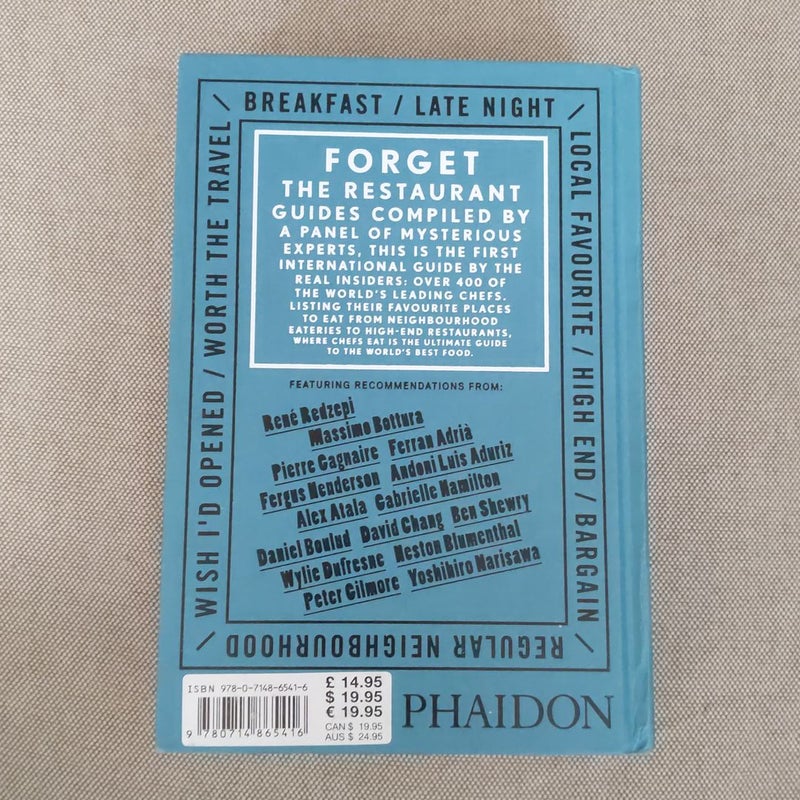 BREAKFAST / LATE NIGHT /
LOCAL FAVOURITE / HIGH END / BARGAIN /
REGULAR NEIGHBOURHOOD /
WISH I'D OPENED / WORTH THE TRAVEL /
FORGET
THE RESTAURANT
GUIDES COMPILED BY
A PANEL OF MYSTERIOUS
EXPERTS, THIS IS THE FIRST
INTERNATIONAL GUIDE BY THE
REAL INSIDERS: OVER 400 OF
THE WORLD'S LEADING CHEFS.
LISTING THEIR FAVOURITE PLACES
TO EAT FROM NEIGHBOURHOOD
EATERIES TO HIGH-END RESTAURANTS,
WHERE CHEFS EAT IS THE ULTIMATE GUIDE
TO THE WORLD'S BEST FOOD.
FEATURING RECOMMENDATIONS FROM:
René Redzepi
Massimo Bottura
Pierre Gagnaire Ferran Adrià
Fergus Henderson Andoni Luis Aduriz
Alex Atala Gabrielle Hamilton
Daniel Boulud David Chang Ben Shewry
Wylie Dufresne Heston Blumenthal
Peter Gilmore Yoshihiro Narisawa
ISBN 978-0-7148-6541-6
9 780714 865416
£ 14.95
$ 19.95
€ 19.95
CAN $ 19.95
AUS $ 24.95
PHAIDON